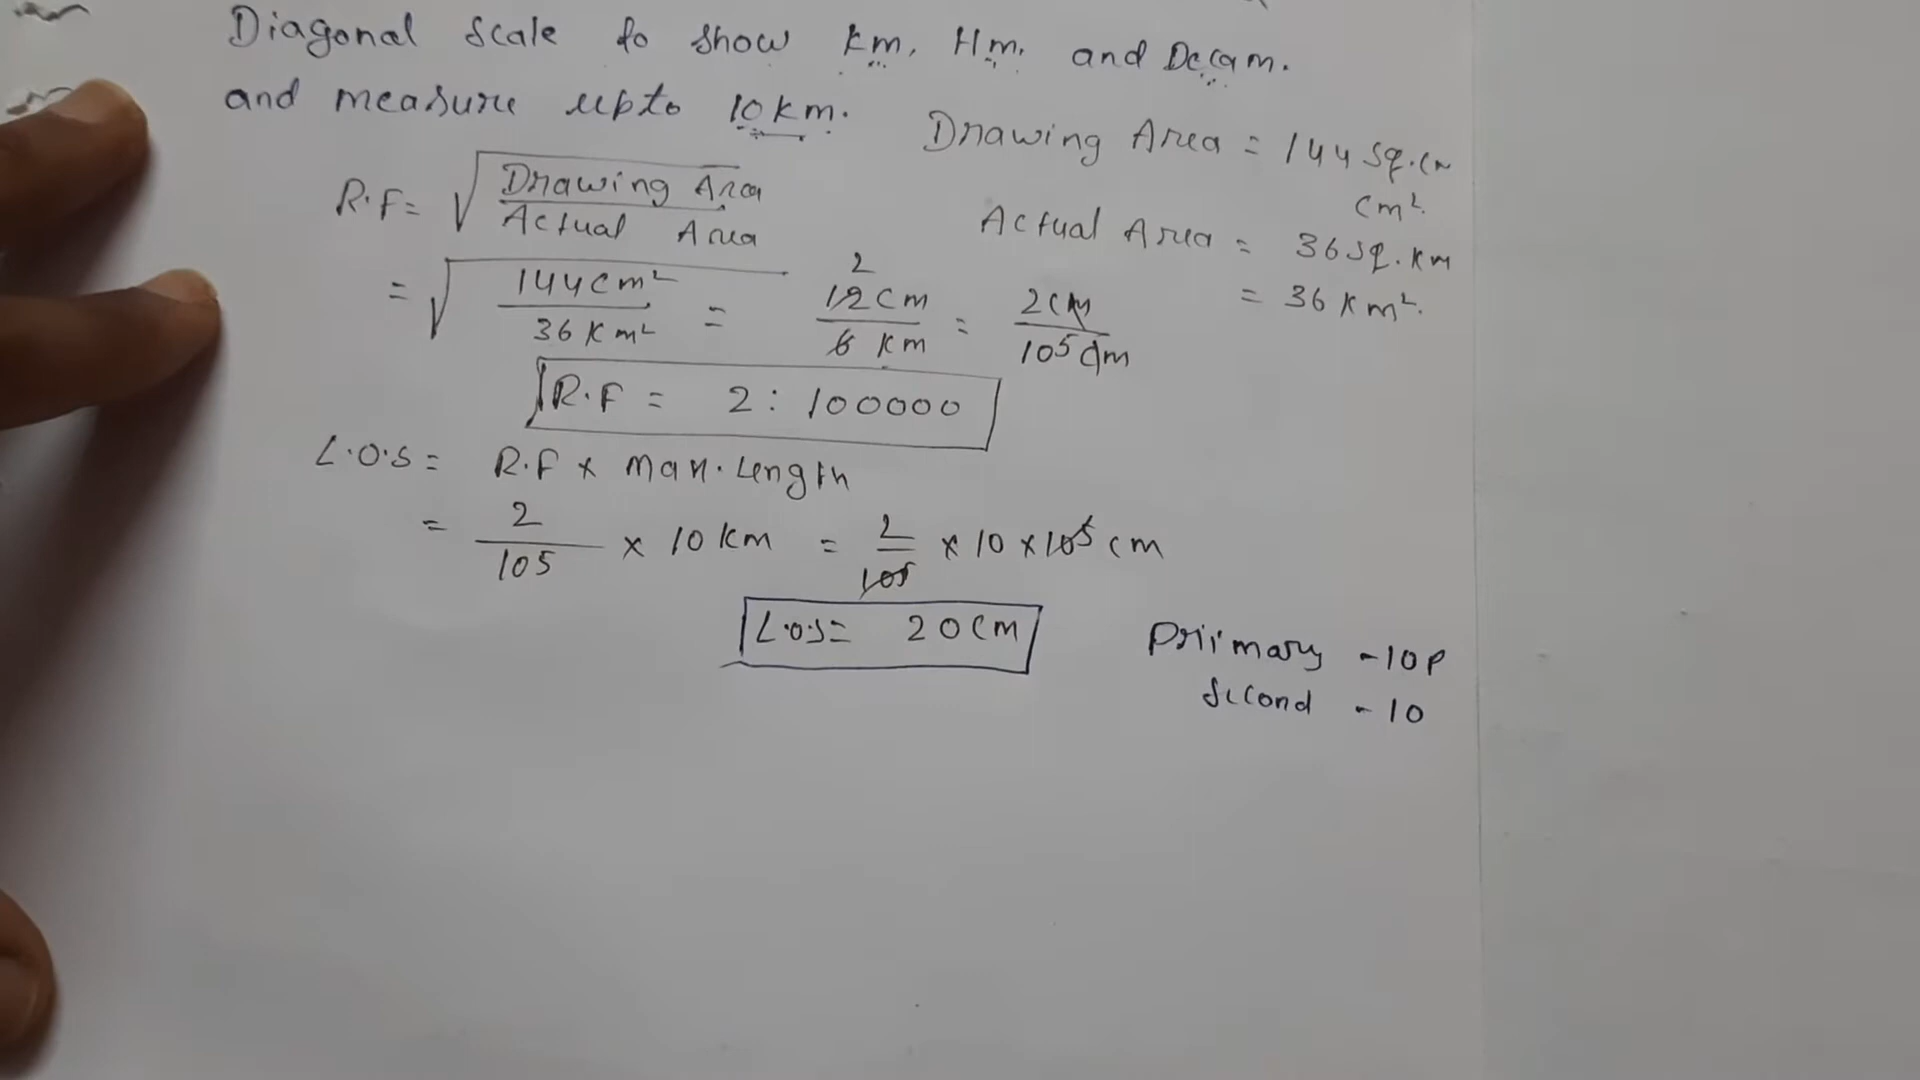 Diagonal Scale to show km, Hm, and Decam.
and measure upto 10km.
Drawing Area = 144 sq.cm
cm².
R.F = √ Drawing Area / Actual Area
Actual Area = 36 sq. km
= 36 km².
= √ 144cm² / 36 km² = 12cm / 6 km = 2cm / 10⁵ cm
2
R.F = 2 : 100000
L.O.S = R.F x max. Length
= 2 / 10⁵ x 10 km = 2 / 10⁵ x 10 x 10⁵ cm
L.O.S = 20cm
Primary - 10P
Second - 10